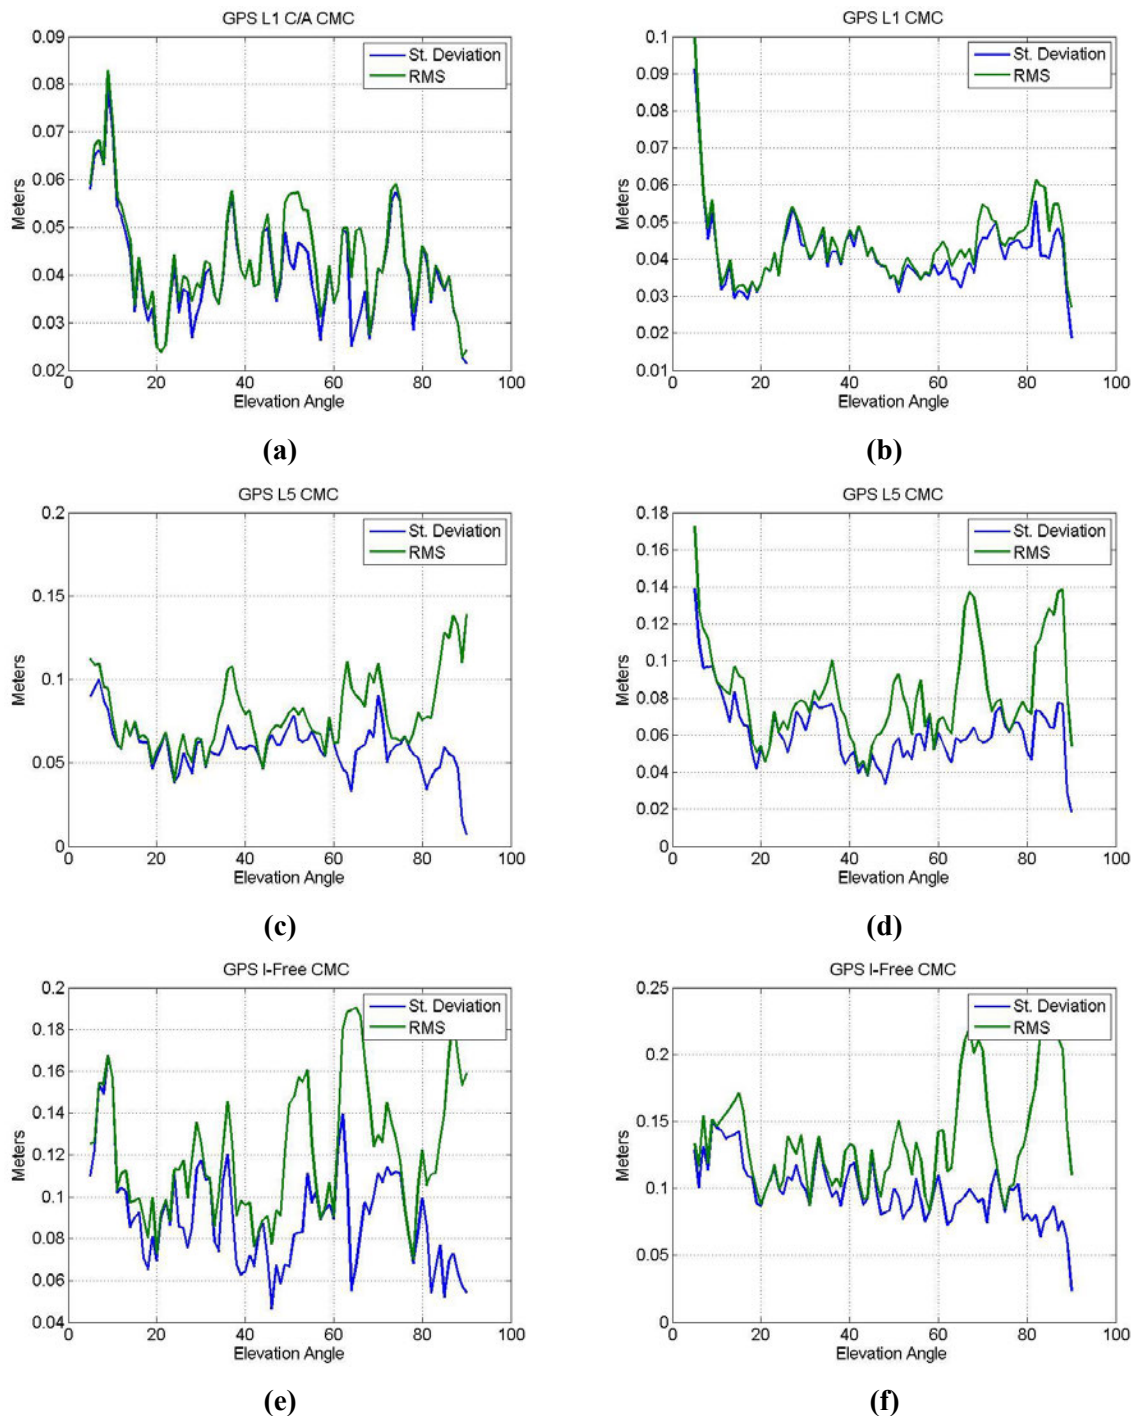 GPS L1 C/A CMC
0.09
0.08
0.07
0.06
0.05
0.04
0.03
0.02
Meters
St. Deviation
RMS
0 20 40 60 80 100
Elevation Angle
(a)
GPS L1 CMC
0.1
0.09
0.08
0.07
0.06
0.05
0.04
0.03
0.02
0.01
Meters
St. Deviation
RMS
0 20 40 60 80 100
Elevation Angle
(b)
GPS L5 CMC
0.2
0.15
0.1
0.05
0
Meters
St. Deviation
RMS
0 20 40 60 80 100
Elevation Angle
(c)
GPS L5 CMC
0.18
0.16
0.14
0.12
0.1
0.08
0.06
0.04
0.02
0
Meters
St. Deviation
RMS
0 20 40 60 80 100
Elevation Angle
(d)
GPS I-Free CMC
0.2
0.18
0.16
0.14
0.12
0.1
0.08
0.06
0.04
Meters
St. Deviation
RMS
0 20 40 60 80 100
Elevation Angle
(e)
GPS I-Free CMC
0.25
0.2
0.15
0.1
0.05
0
Meters
St. Deviation
RMS
0 20 40 60 80 100
Elevation Angle
(f)